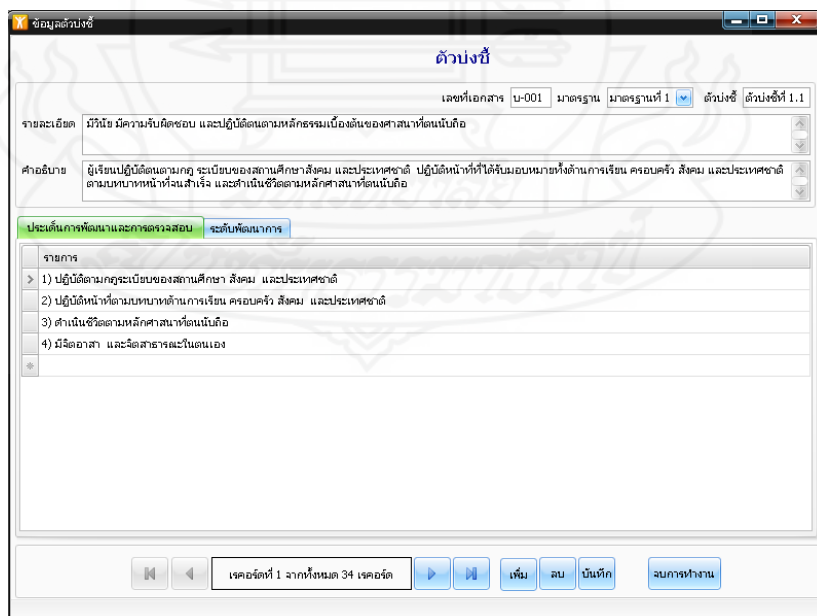 ข้อมูลตัวบ่งชี้
ตัวบ่งชี้
เลขที่เอกสาร บ-001 มาตรฐาน มาตรฐานที่ 1 ตัวบ่งชี้ ตัวบ่งชี้ที่ 1.1
รายละเอียด มีวินัย มีความรับผิดชอบ และปฏิบัติตนตามหลักธรรมเบื้องต้นของศาสนาที่ตนนับถือ
คำอธิบาย ผู้เรียนปฏิบัติตนตามกฎ ระเบียบของสถานศึกษาสังคม และประเทศชาติ ปฏิบัติหน้าที่ที่ได้รับมอบหมายทั้งด้านการเรียน ครอบครัว สังคม และประเทศชาติ
ตามบทบาทหน้าที่จนสำเร็จ และดำเนินชีวิตตามหลักศาสนาที่ตนนับถือ
ประเด็นการพัฒนาและการตรวจสอบ ระดับพัฒนาการ
รายการ
1) ปฏิบัติตามกฎระเบียบของสถานศึกษา สังคม และประเทศชาติ
2) ปฏิบัติหน้าที่ตามบทบาทด้านการเรียน ครอบครัว สังคม และประเทศชาติ
3) ดำเนินชีวิตตามหลักศาสนาที่ตนนับถือ
4) มีจิตอาสา และจิตสาธารณะในตนเอง
เรคอร์ดที่ 1 จากทั้งหมด 34 เรคอร์ด เพิ่ม ลบ บันทึก จบการทำงาน